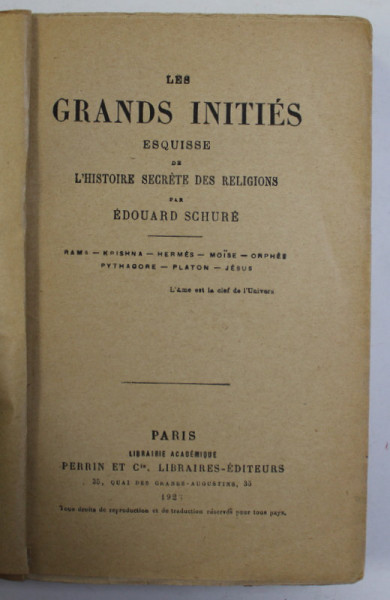 LES
GRANDS INITIÉS
ESQUISSE
DE
L'HISTOIRE SECRÈTE DES RELIGIONS
PAR
ÉDOUARD SCHURÉ
RAMA — KRISHNA — HERMÈS — MOÏSE — ORPHÉE
PYTHAGORE — PLATON — JÉSUS
L'Ame est la clef de l'Univers
PARIS
LIBRAIRIE ACADÉMIQUE
PERRIN ET Cie, LIBRAIRES-ÉDITEURS
35, QUAI DES GRANDS-AUGUSTINS, 35
192
Tous droits de reproduction et de traduction réservés pour tous pays.